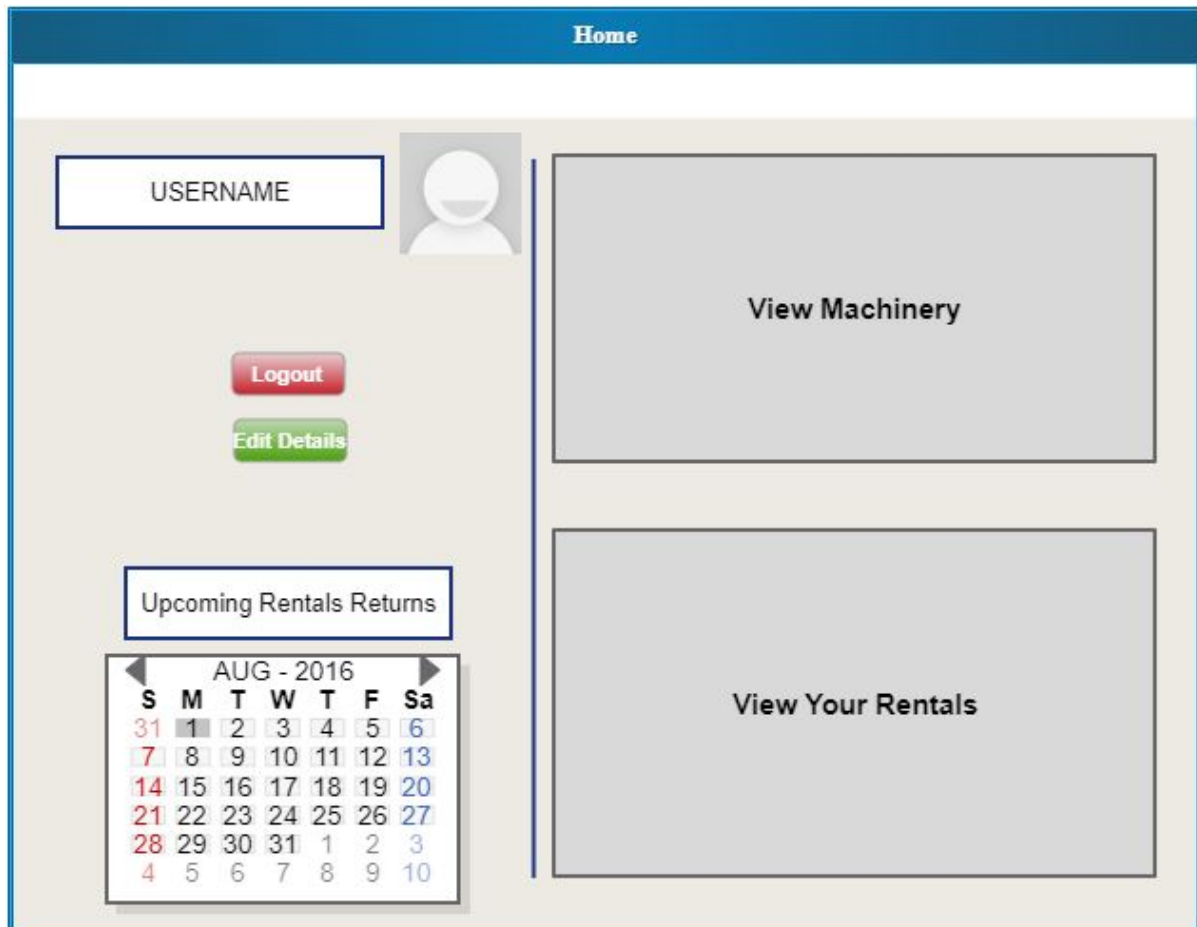 Home
USERNAME
Logout
Edit Details
Upcoming Rentals Returns
AUG - 2016
S M T W T F Sa
31 1 2 3 4 5 6
7 8 9 10 11 12 13
14 15 16 17 18 19 20
21 22 23 24 25 26 27
28 29 30 31 1 2 3
4 5 6 7 8 9 10
View Machinery
View Your Rentals